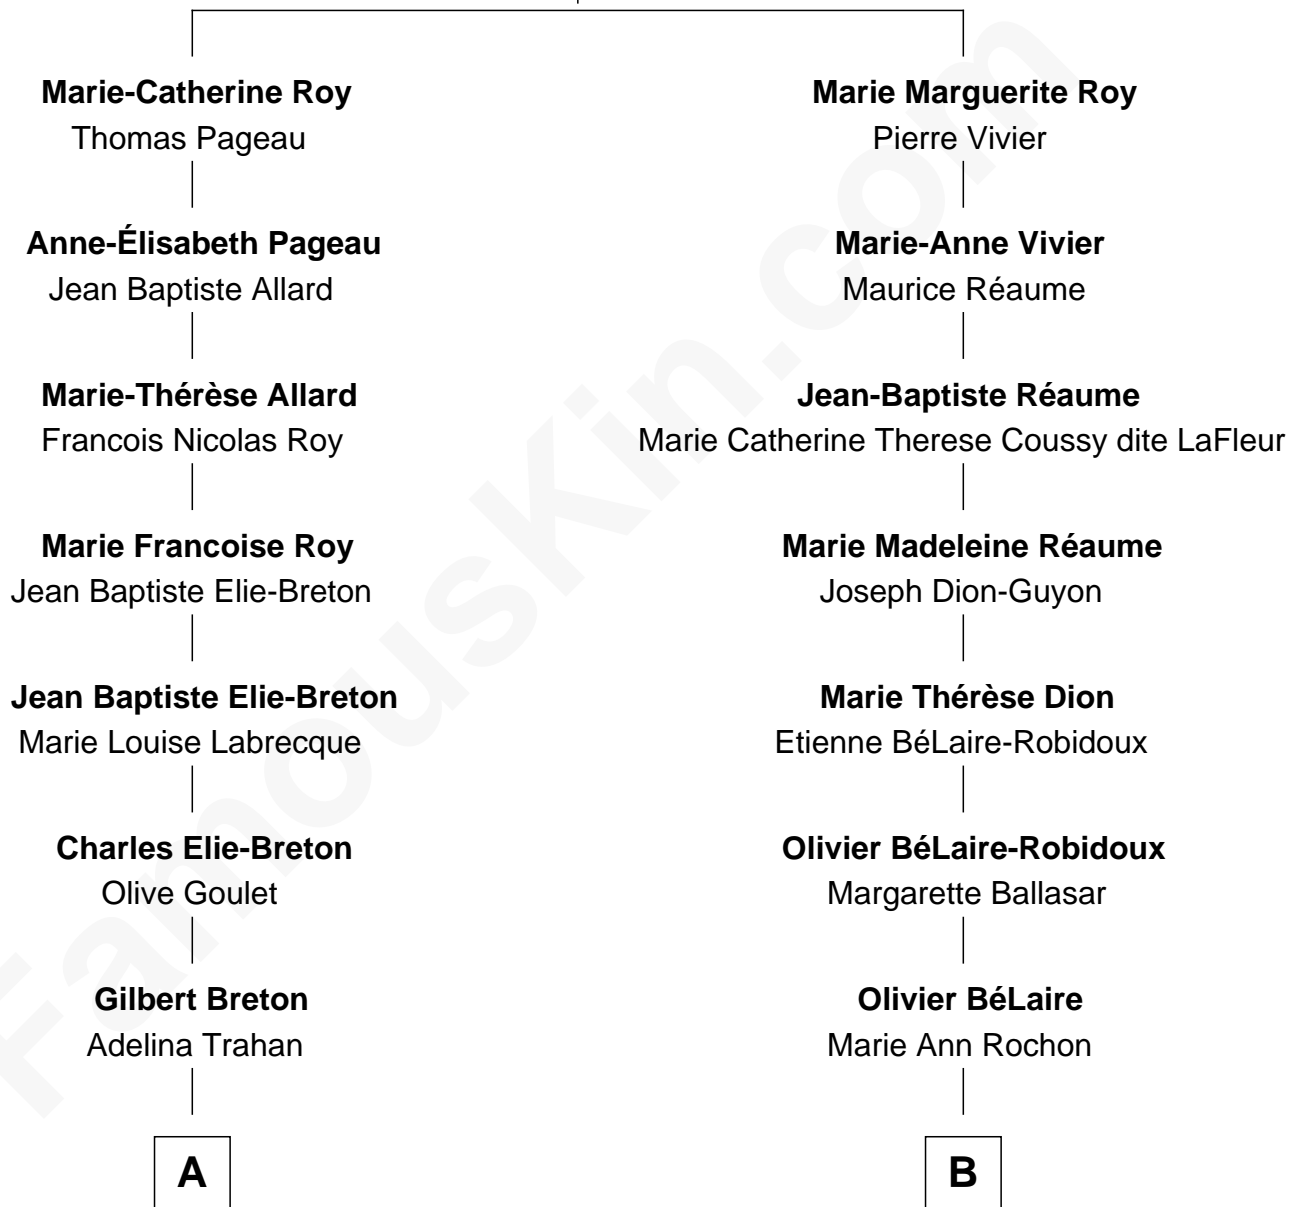 Marie-Catherine Roy
Thomas Pageau
Anne-Élisabeth Pageau
Jean Baptiste Allard
Marie-Thérèse Allard
Francois Nicolas Roy
Marie Francoise Roy
Jean Baptiste Elie-Breton
Jean Baptiste Elie-Breton
Marie Louise Labrecque
Charles Elie-Breton
Olive Goulet
Gilbert Breton
Adelina Trahan
A
Marie Marguerite Roy
Pierre Vivier
Marie-Anne Vivier
Maurice Réaume
Jean-Baptiste Réaume
Marie Catherine Therese Coussy dite LaFleur
Marie Madeleine Réaume
Joseph Dion-Guyon
Marie Thérèse Dion
Etienne BéLaire-Robidoux
Olivier BéLaire-Robidoux
Margarette Ballasar
Olivier BéLaire
Marie Ann Rochon
B
FamousKin.com